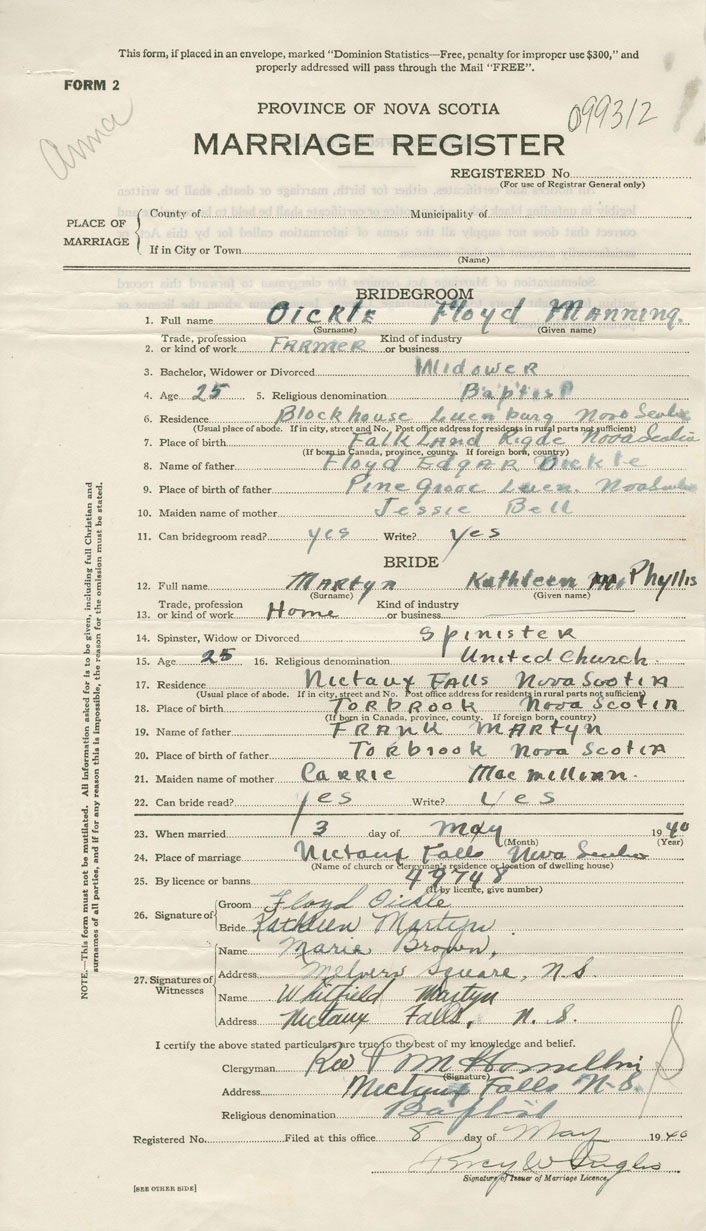 This form, if placed in an envelope, marked "Dominion Statistics—Free, penalty for improper use $300," and
properly addressed will pass through the Mail "FREE".
FORM 2
Anna
PROVINCE OF NOVA SCOTIA
099312
MARRIAGE REGISTER
REGISTERED No.
(For use of Registrar General only)
PLACE OF MARRIAGE
County of Municipality of
If in City or Town
(Name)
BRIDEGROOM
1. Full name Oickle Floyd Manning.
(Surname) (Given name)
2. Trade, profession or kind of work Farmer Kind of industry or business
3. Bachelor, Widower or Divorced Widower
4. Age 25 5. Religious denomination Baptist
6. Residence Blockhouse Luenburg Nova Scotia
(Usual place of abode. If in city, street and No. Post office address for residents in rural parts not sufficient)
7. Place of birth Falkland Rigde Nova Scotia
(If born in Canada, province, county. If foreign born, country)
8. Name of father Floyd Edgar Oickle
9. Place of birth of father Pine Grove Luen. Nova Scotia
10. Maiden name of mother Jessie Bell
11. Can bridegroom read? yes Write? yes
BRIDE
12. Full name Martyn Kathleen Phyllis
(Surname) (Given name)
13. Trade, profession or kind of work Home Kind of industry or business
14. Spinster, Widow or Divorced Spinister
15. Age 25 16. Religious denomination United Church.
17. Residence Nictaux Falls Nova Scotia
(Usual place of abode. If in city, street and No. Post office address for residents in rural parts not sufficient)
18. Place of birth Torbrook Nova Scotia
(If born in Canada, province, county. If foreign born, country)
19. Name of father Frank Martyn
20. Place of birth of father Torbrook Nova Scotia
21. Maiden name of mother Carrie Macmillian.
22. Can bride read? yes Write? yes
23. When married 3 day of May 1940
(Month) (Year)
24. Place of marriage Nictaux Falls Nova Scotia
(Name of church or clergyman's residence or location of dwelling house)
25. By licence or banns 49748
(If by licence, give number)
26. Signature of
Groom Floyd Oickle
Bride Kathleen Martyn
27. Signatures of Witnesses
Name Marie Brown,
Address Melvern Square, N.S.
Name Whitfield Martyn
Address Nictaux Falls, N. S.
I certify the above stated particulars are true to the best of my knowledge and belief.
Clergyman Rev
(Signature)
Address Nictaux Falls N.S.
Religious denomination Baptist
Registered No. Filed at this office 8 day of May 1940
Percy W
Signature of Issuer of Marriage Licence.
[SEE OTHER SIDE]
NOTE.—This form must not be mutilated. All information asked for is to be given, including full Christian and
surnames of all parties, and if for any reason this is impossible, the reason for the omission must be stated.